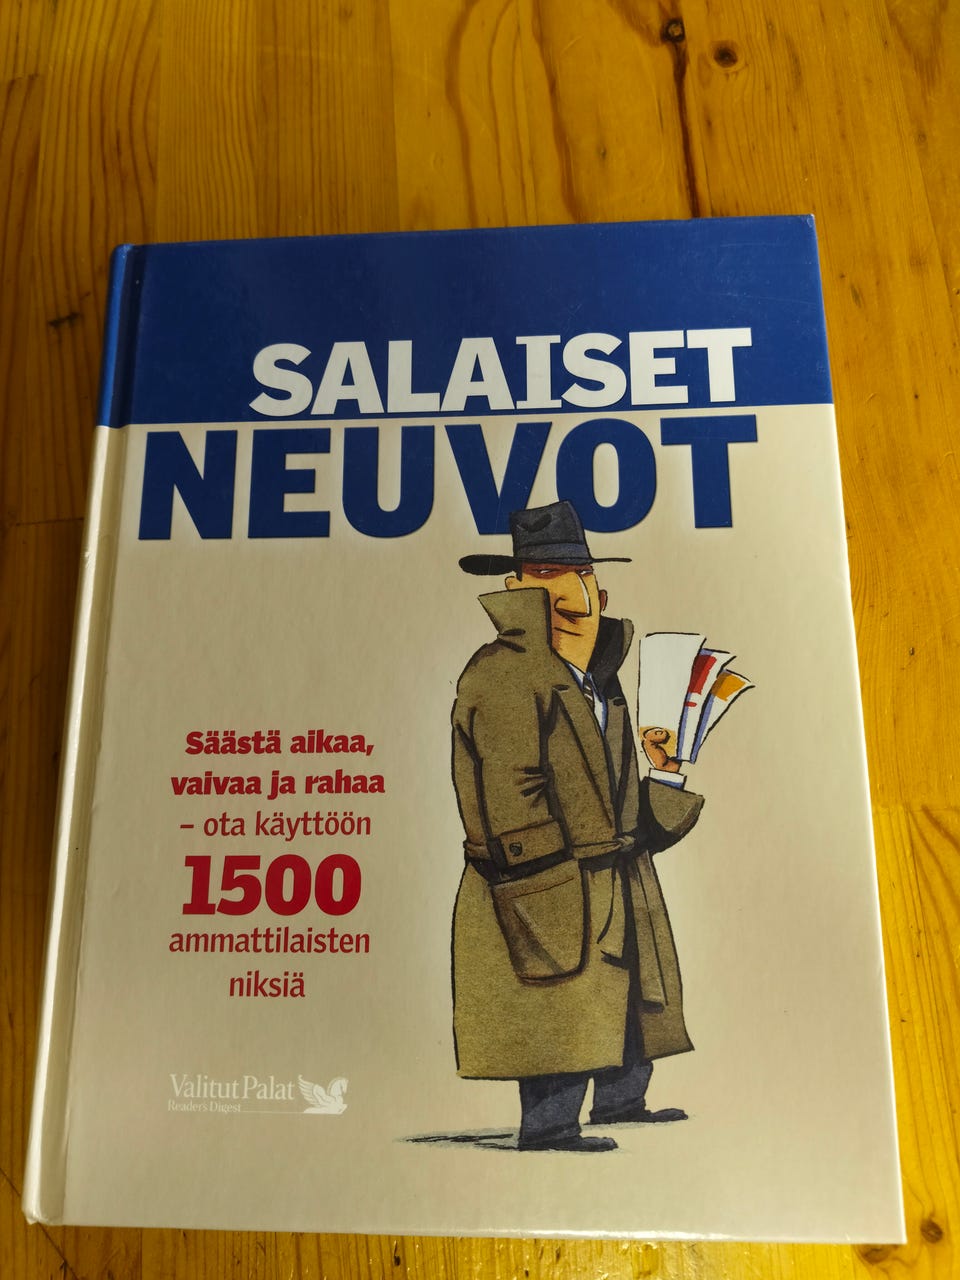 SALAISET
NEUVOT
Säästä aikaa,
vaivaa ja rahaa
– ota käyttöön
1500
ammattilaisten
niksiä
Valitut Palat
Reader's Digest